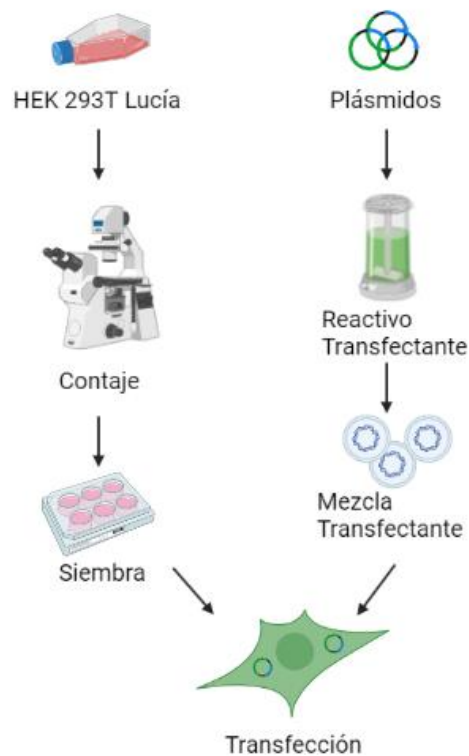 HEK 293T Lucía
Plásmidos
Reactivo
Transfectante
Contaje
Mezcla
Transfectante
Siembra
Transfección